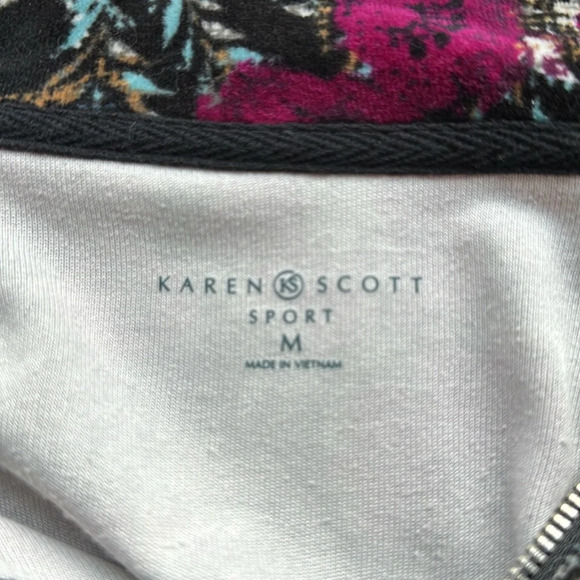 KAREN KS SCOTT
SPORT
M
MADE IN VIETNAM